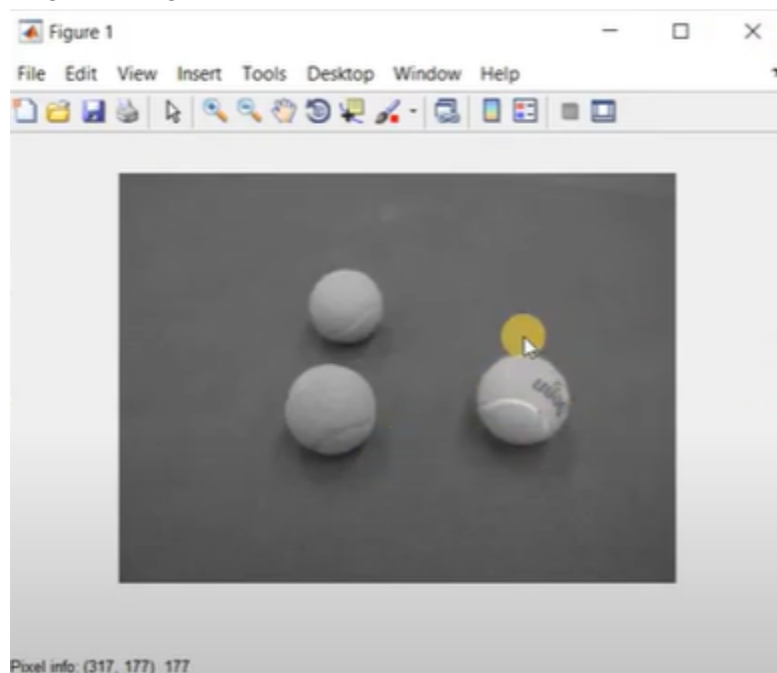 Figure 1
File Edit View Insert Tools Desktop Window Help
Pixel info: (317, 177) 177